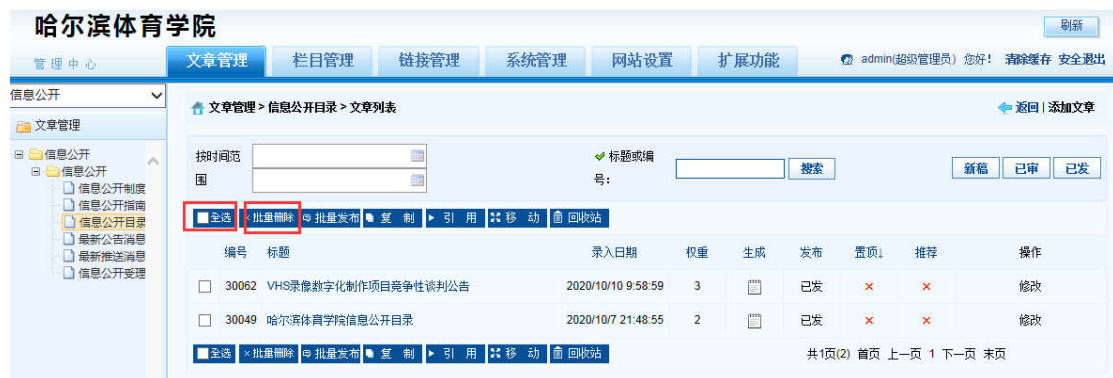 哈尔滨体育学院
刷新
管理中心 文章管理 栏目管理 链接管理 系统管理 网站设置 扩展功能 admin(超级管理员) 您好! 清除缓存 安全退出
信息公开
文章管理 > 信息公开目录 > 文章列表 返回 | 添加文章
文章管理
信息公开
信息公开
信息公开制度
信息公开指南
信息公开目录
最新公告消息
最新推送消息
信息公开受理
按时间范围
标题或编号: 搜索 新稿 已审 已发
全选 ×批量删除 批量发布 复 制 引 用 移 动 回收站
编号 标题 录入日期 权重 生成 发布 置顶↓ 推荐 操作
30062 VHS录像数字化制作项目竞争性谈判公告 2020/10/10 9:58:59 3 已发 × × 修改
30049 哈尔滨体育学院信息公开目录 2020/10/7 21:48:55 2 已发 × × 修改
全选 ×批量删除 批量发布 复 制 引 用 移 动 回收站 共1页(2) 首页 上一页 1 下一页 末页